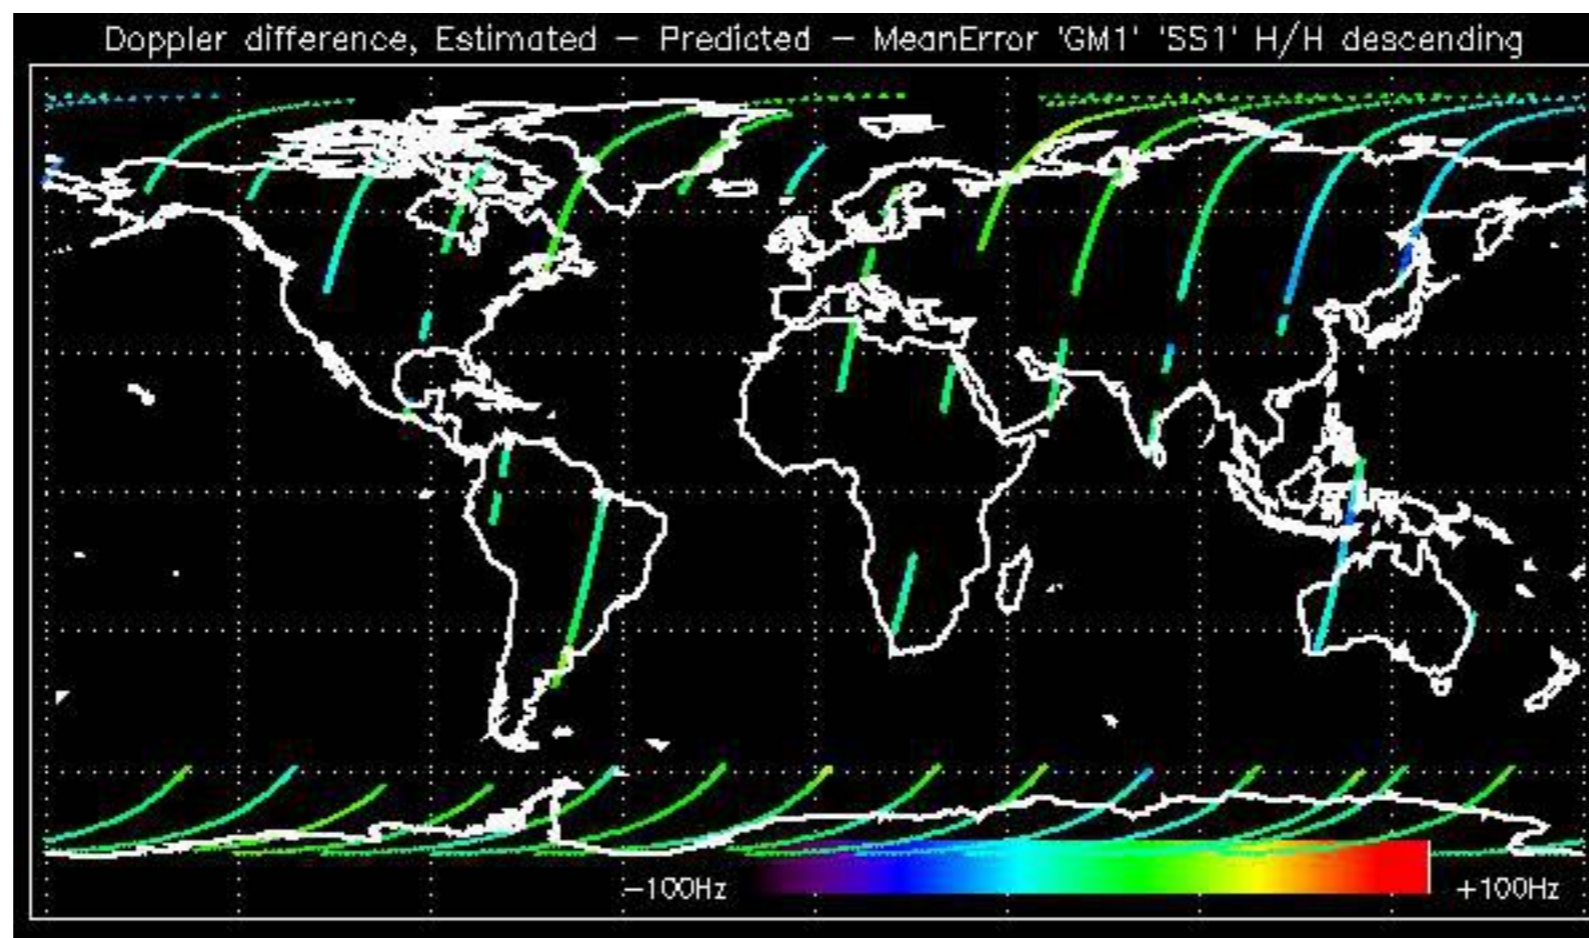 Doppler difference, Estimated – Predicted – MeanError 'GM1' 'SS1' H/H descending
–100Hz +100Hz